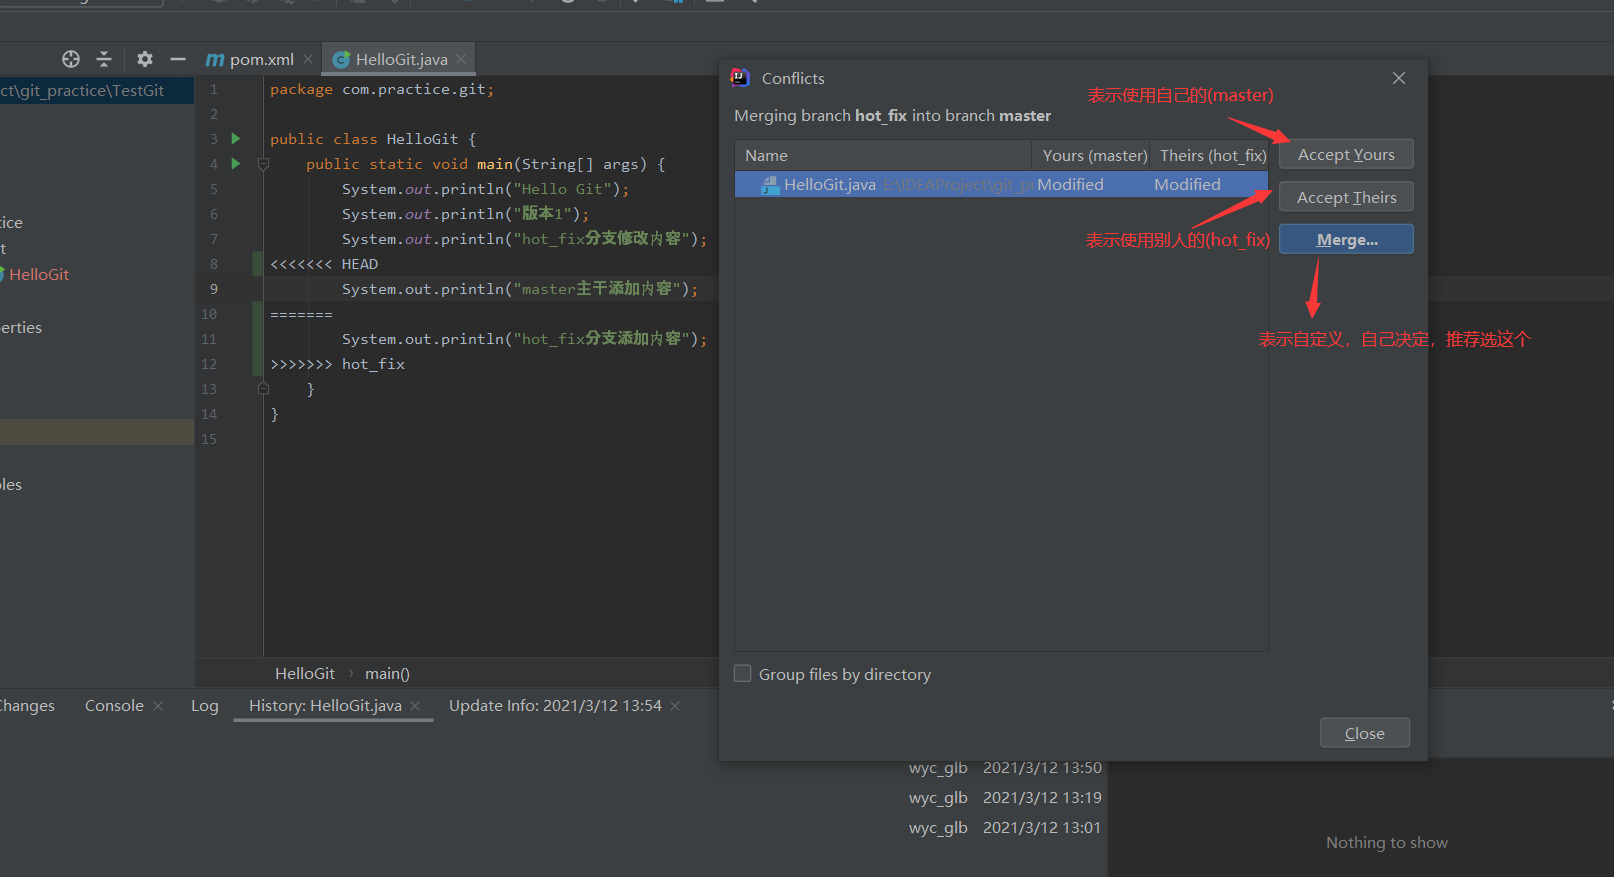 pom.xml
HelloGit.java
ct\git_practice\TestGit
tice
t
HelloGit
erties
les
1 package com.practice.git;
2
3 public class HelloGit {
4 public static void main(String[] args) {
5 System.out.println("Hello Git");
6 System.out.println("版本1");
7 System.out.println("hot_fix分支修改内容");
8 <<<<<<< HEAD
9 System.out.println("master主干添加内容");
10 =======
11 System.out.println("hot_fix分支添加内容");
12 >>>>>>> hot_fix
13 }
14 }
15
HelloGit › main()
Conflicts
表示使用自己的(master)
Merging branch hot_fix into branch master
Name Yours (master) Theirs (hot_fix)
HelloGit.java E:\IDEAProject\git_pr Modified Modified
Accept Yours
Accept Theirs
表示使用别人的(hot_fix)
Merge...
表示自定义，自己决定，推荐选这个
Group files by directory
Close
Changes Console Log History: HelloGit.java Update Info: 2021/3/12 13:54
wyc_glb 2021/3/12 13:50
wyc_glb 2021/3/12 13:19
wyc_glb 2021/3/12 13:01
Nothing to show